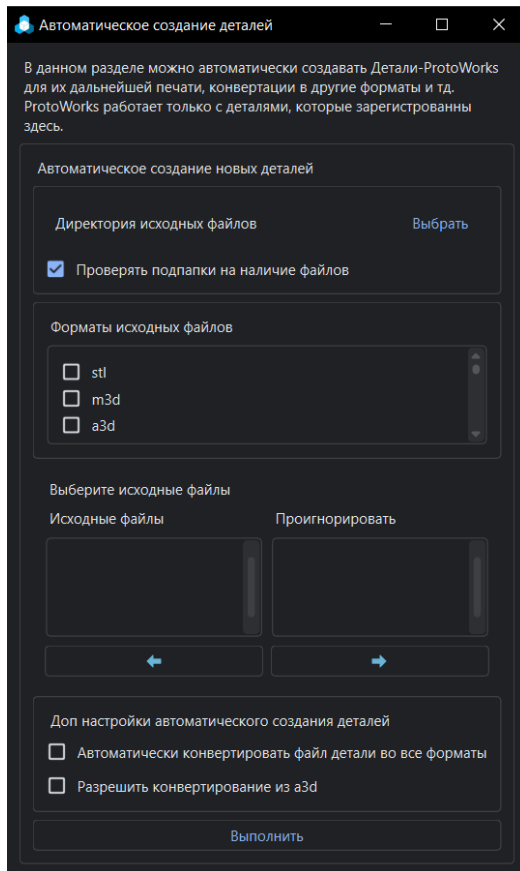 Автоматическое создание деталей
В данном разделе можно автоматически создавать Детали-ProtoWorks
для их дальнейшей печати, конвертации в другие форматы и тд.
ProtoWorks работает только с деталями, которые зарегистрированны
здесь.
Автоматическое создание новых деталей
Директория исходных файлов Выбрать
Проверять подпапки на наличие файлов
Форматы исходных файлов
stl
m3d
a3d
Выберите исходные файлы
Исходные файлы Проигнорировать
Доп настройки автоматического создания деталей
Автоматически конвертировать файл детали во все форматы
Разрешить конвертирование из a3d
Выполнить